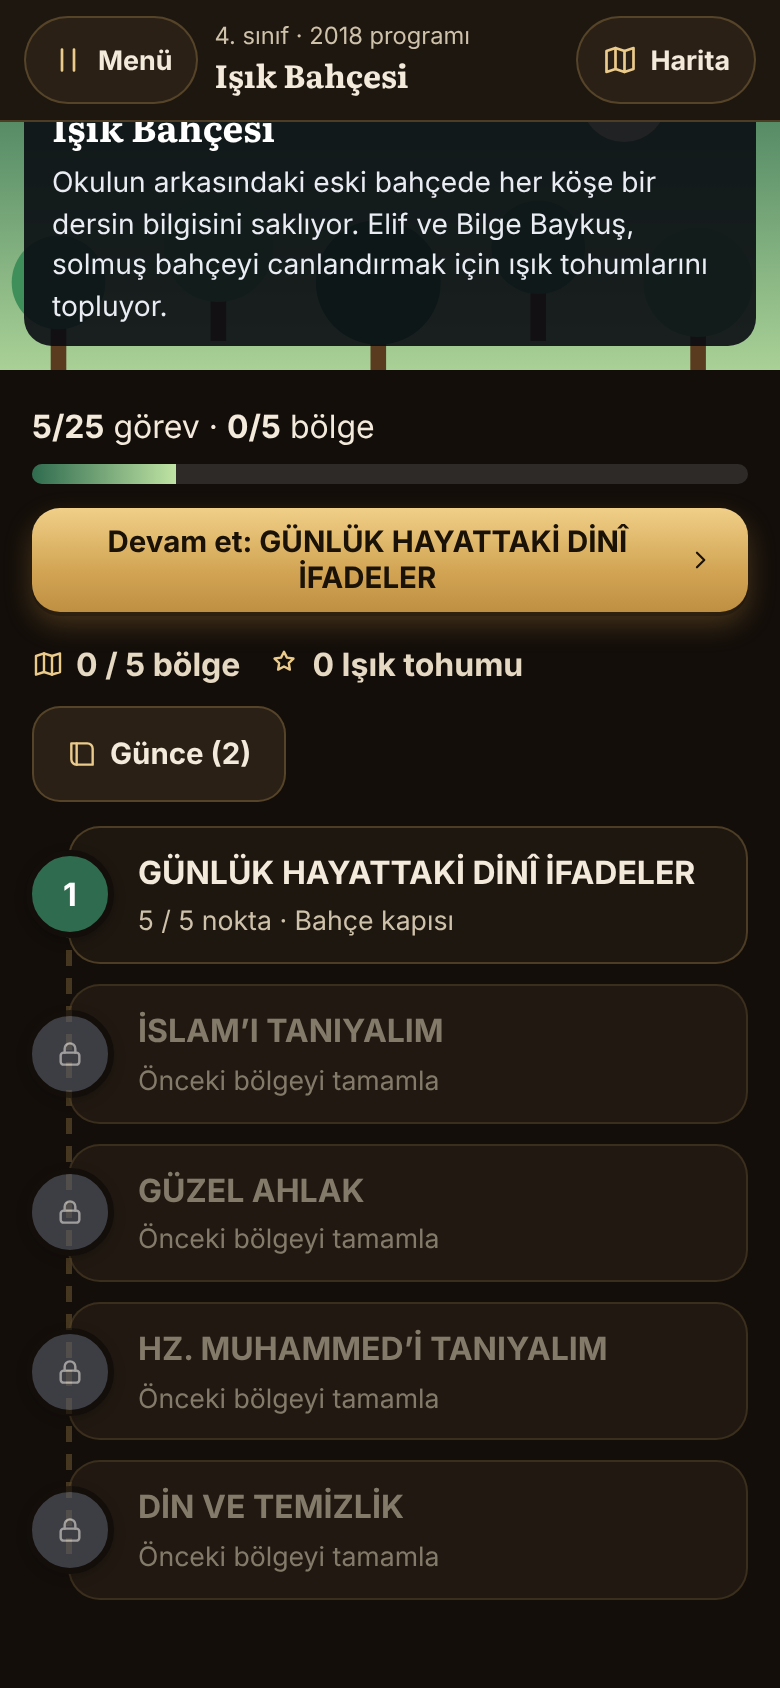 Menü
4. sınıf · 2018 programı
Işık Bahçesi
Harita
Işık Bahçesi
Okulun arkasındaki eski bahçede her köşe bir
dersin bilgisini saklıyor. Elif ve Bilge Baykuş,
solmuş bahçeyi canlandırmak için ışık tohumlarını
topluyor.
5/25 görev · 0/5 bölge
Devam et: GÜNLÜK HAYATTAKİ DİNÎ
İFADELER
0 / 5 bölge
0 Işık tohumu
Günce (2)
1
GÜNLÜK HAYATTAKİ DİNÎ İFADELER
5 / 5 nokta · Bahçe kapısı
İSLAM’I TANIYALIM
Önceki bölgeyi tamamla
GÜZEL AHLAK
Önceki bölgeyi tamamla
HZ. MUHAMMED’İ TANIYALIM
Önceki bölgeyi tamamla
DİN VE TEMİZLİK
Önceki bölgeyi tamamla